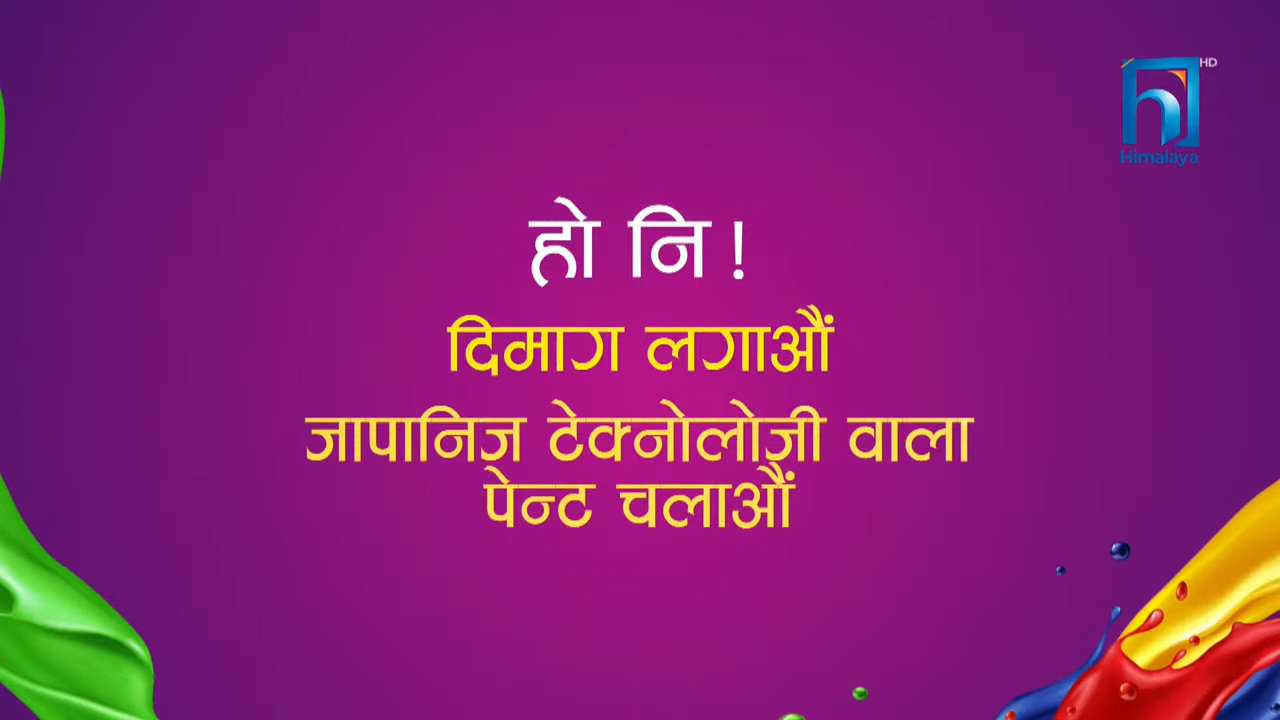 HD
Himalaya
हो नि !
दिमाग लगाऔं
जापानिज टेक्नोलोजी वाला
पेन्ट चलाऔं